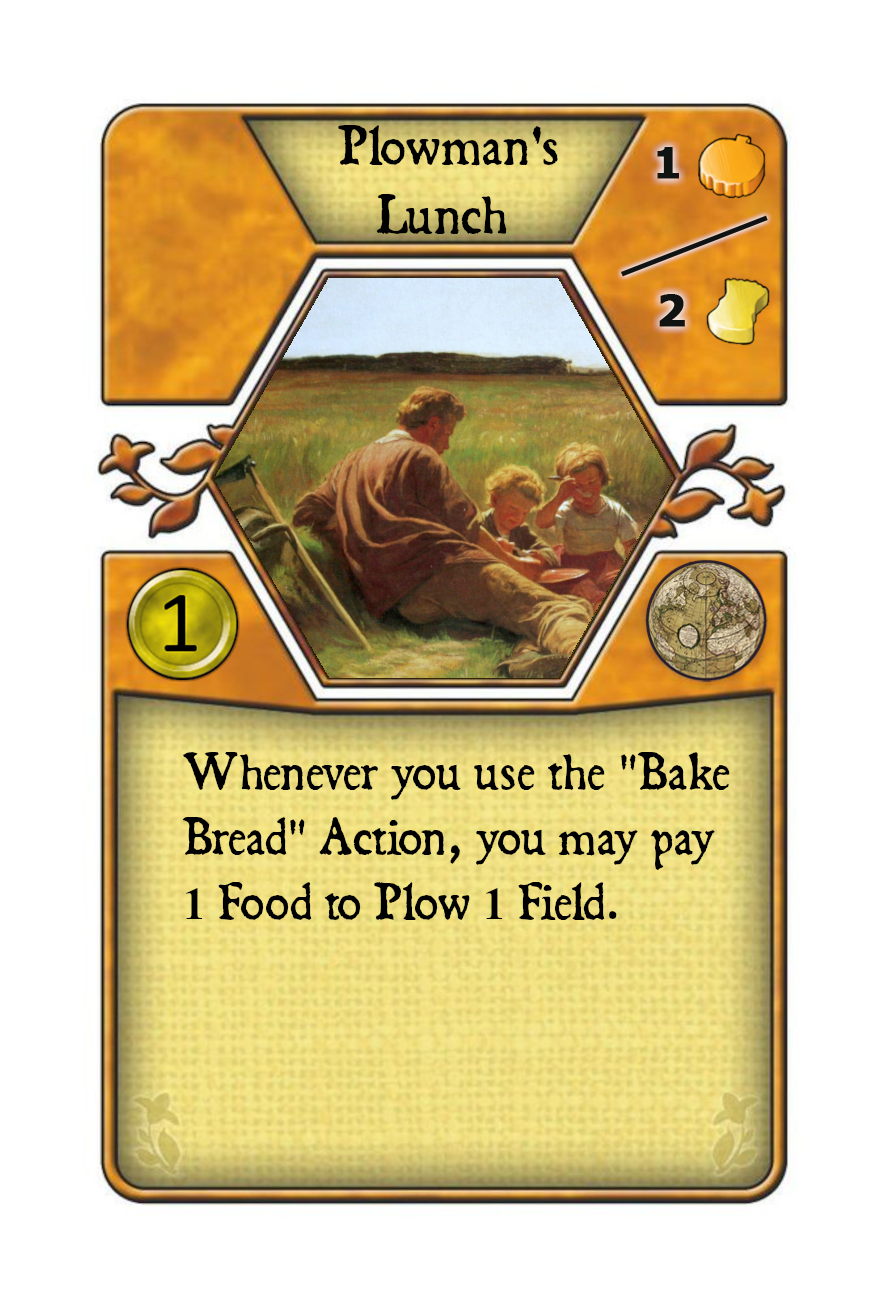 Plowman's
Lunch
1
2
1
Whenever you use the "Bake
Bread" Action, you may pay
1 Food to Plow 1 Field.